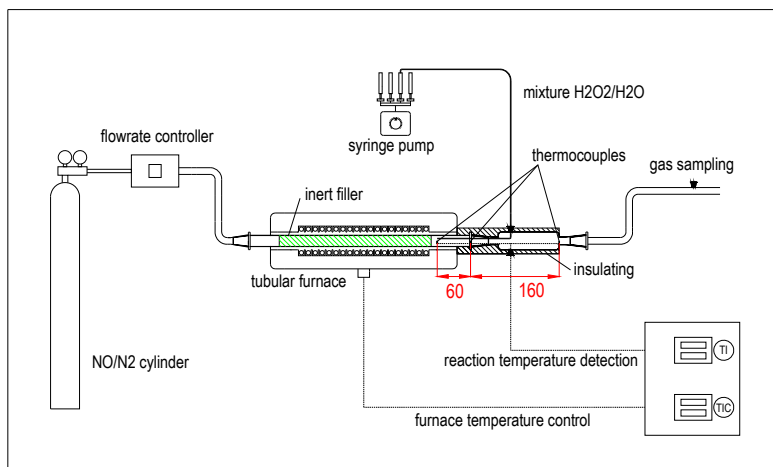 mixture H2O2/H2O
flowrate controller
syringe pump
thermocouples
gas sampling
inert filler
tubular furnace
insulating
60
160
NO/N2 cylinder
reaction temperature detection
TI
furnace temperature control
TIC